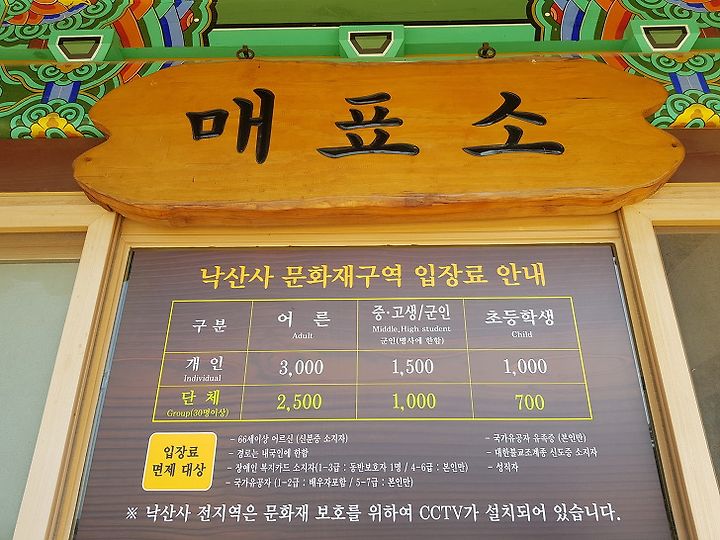 매표소
낙산사 문화재구역 입장료 안내
구분 어른 중·고생/군인 초등학생
Adult Middle,High student Child
군인(병사에 한함)
개인 3,000 1,500 1,000
Individual
단체 2,500 1,000 700
Group(30명이상)
입장료
면제 대상
- 66세이상 어르신 (신분증 소지자)
- 경로는 내국인에 한함
- 장애인 복지카드 소지자(1-3급 : 동반보호자 1명 / 4-6급 : 본인만)
- 국가유공자 (1-2급 : 배우자포함 / 5-7급 : 본인만)
- 국가유공자 유족증 (본인만)
- 대한불교조계종 신도증 소지자
- 성직자
※ 낙산사 전지역은 문화재 보호를 위하여 CCTV가 설치되어 있습니다.